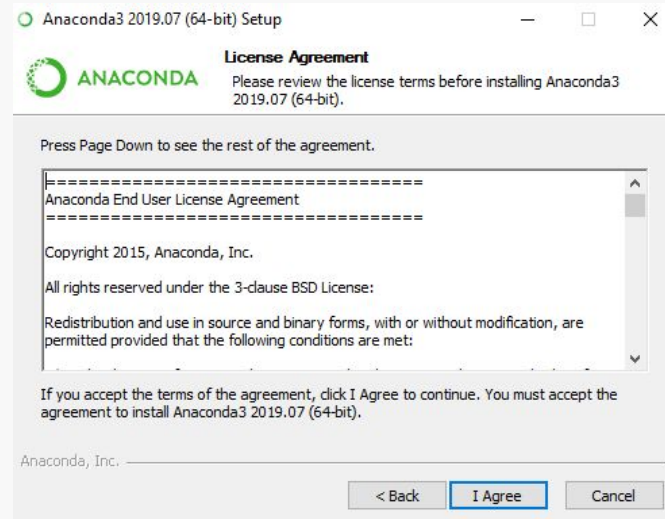 Anaconda3 2019.07 (64-bit) Setup
ANACONDA
License Agreement
Please review the license terms before installing Anaconda3
2019.07 (64-bit).
Press Page Down to see the rest of the agreement.
===================================
Anaconda End User License Agreement
===================================
Copyright 2015, Anaconda, Inc.
All rights reserved under the 3-clause BSD License:
Redistribution and use in source and binary forms, with or without modification, are
permitted provided that the following conditions are met:
If you accept the terms of the agreement, click I Agree to continue. You must accept the
agreement to install Anaconda3 2019.07 (64-bit).
Anaconda, Inc.
< Back
I Agree
Cancel